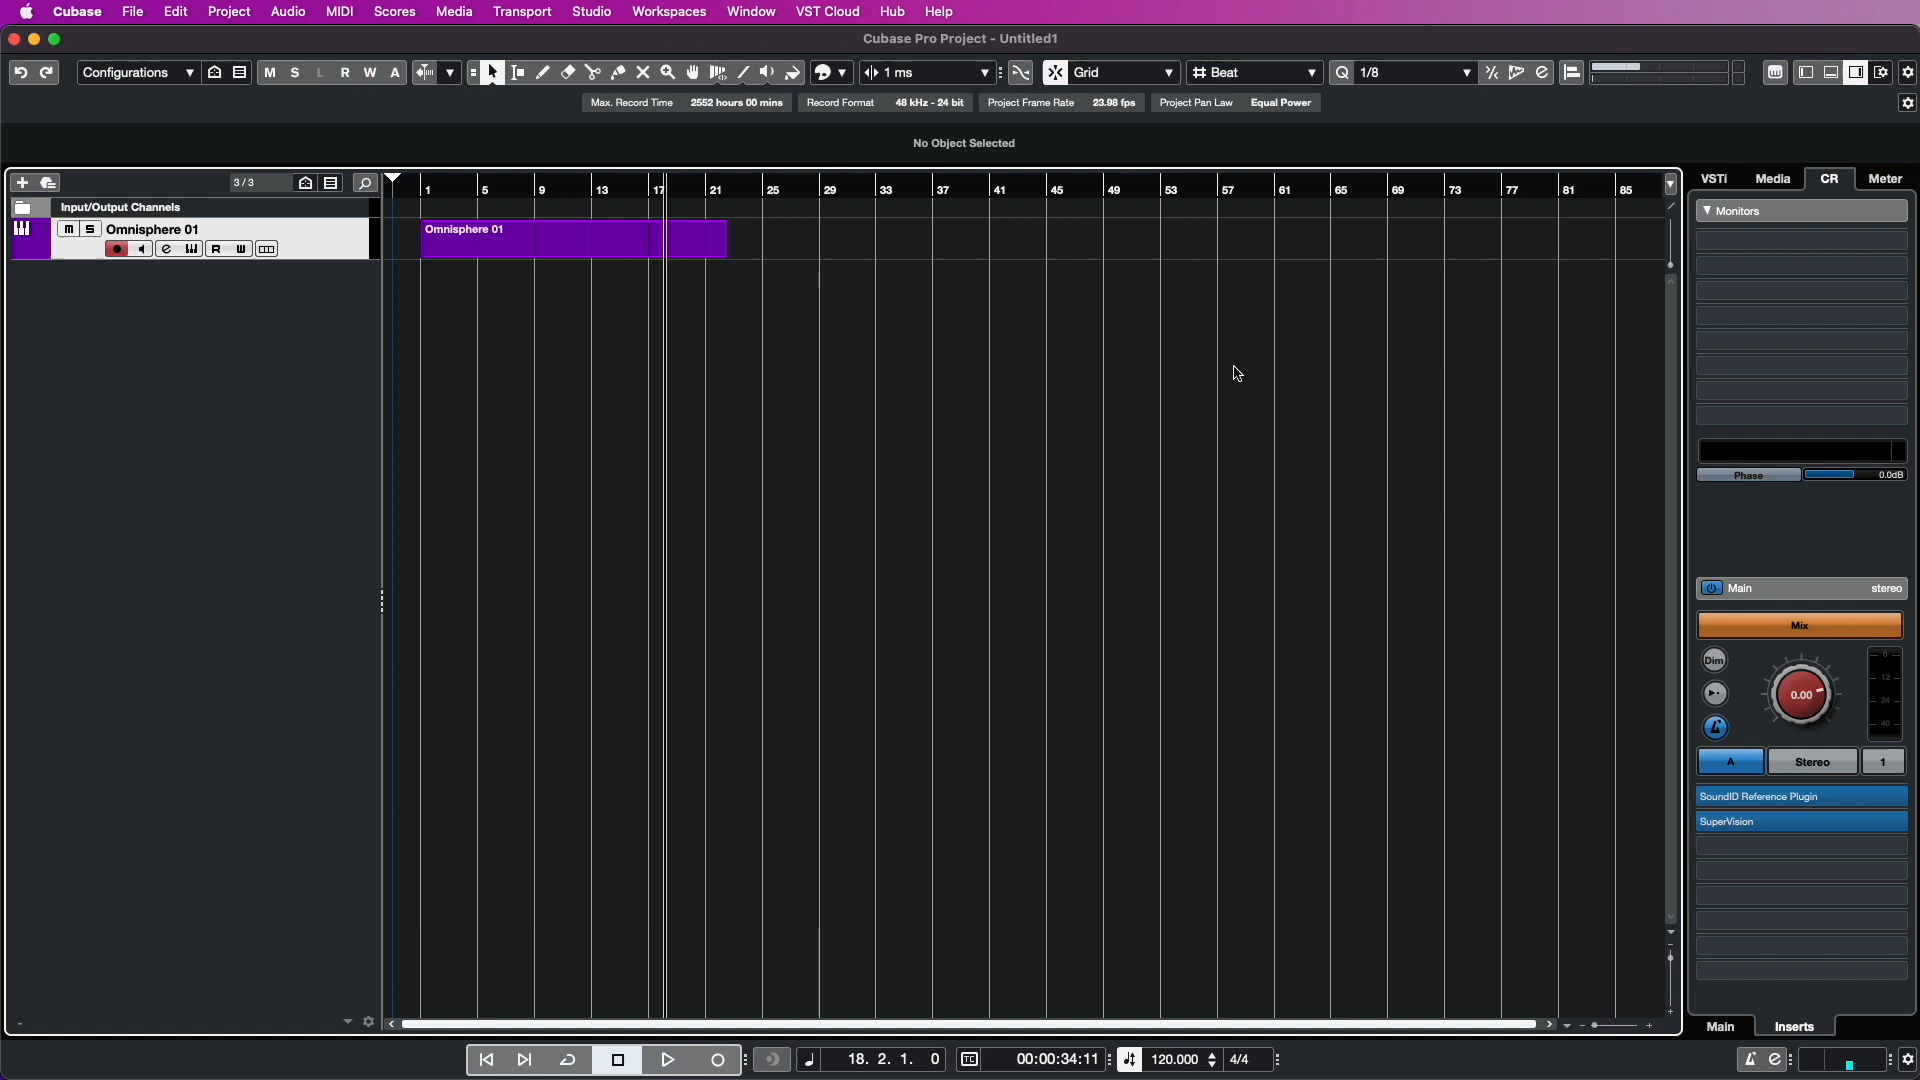 Cubase File Edit Project Audio MIDI Scores Media Transport Studio Workspaces Window VST Cloud Hub Help
Cubase Pro Project - Untitled1
Configurations M S L R W A 1 ms Grid Beat Q 1/8
Max. Record Time 2552 hours 00 mins Record Format 48 kHz - 24 bit Project Frame Rate 23.98 fps Project Pan Law Equal Power
No Object Selected
3/3 1 5 9 13 17 21 25 29 33 37 41 45 49 53 57 61 65 69 73 77 81 85 VSTi Media CR Meter
Input/Output Channels
Monitors
m S Omnisphere 01 Omnisphere 01
e R W
Phase 0.0dB
Main stereo
Mix
Dim
0.00
0
12
24
40
A Stereo 1
SoundID Reference Plugin
SuperVision
Main Inserts
18. 2. 1. 0 TC 00:00:34:11 120.000 4/4